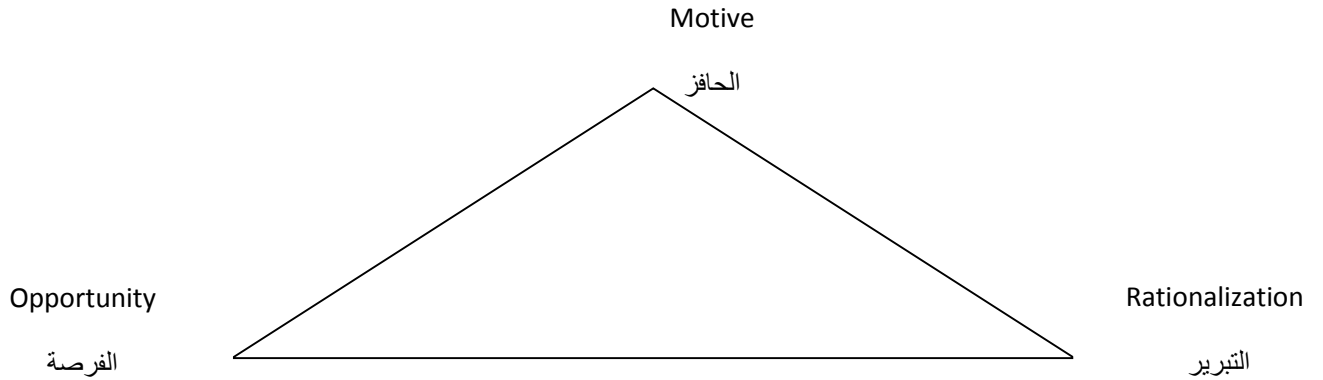 Motive
الحافز
Opportunity
الفرصة
Rationalization
التبرير